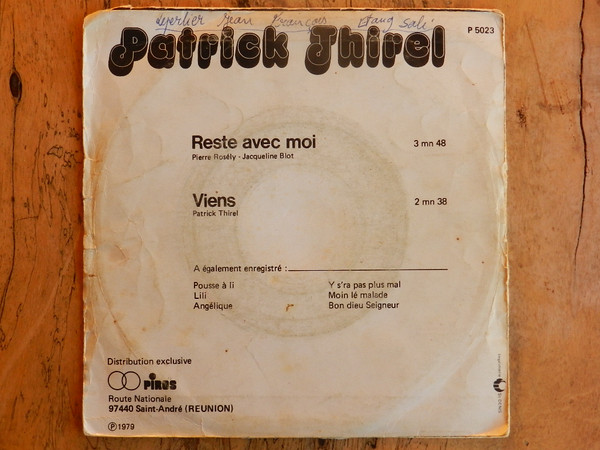 Jean François
Patrick Thirel
P 5023
Reste avec moi 3 mn 48
Pierre Rosély - Jacqueline Blot
Viens 2 mn 38
Patrick Thirel
A également enregistré :
Pousse à li Y s'ra pas plus mal
Lili Moin lé malade
Angélique Bon dieu Seigneur
Distribution exclusive
PIROS
Route Nationale
97440 Saint-André (REUNION)
Ⓟ 1979